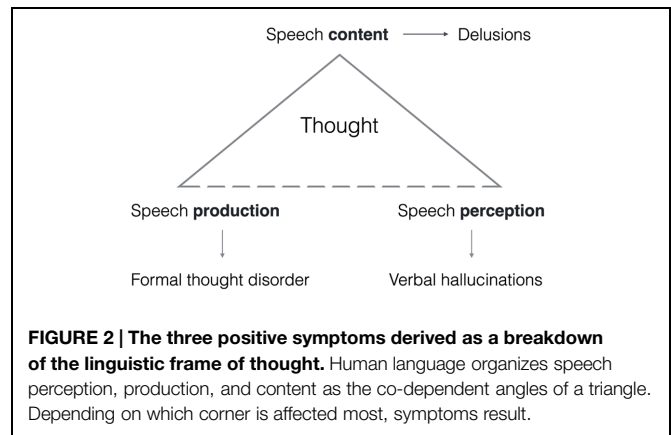 Speech content Delusions
Thought
Speech production Speech perception
Formal thought disorder Verbal hallucinations
FIGURE 2 | The three positive symptoms derived as a breakdown
of the linguistic frame of thought. Human language organizes speech
perception, production, and content as the co-dependent angles of a triangle.
Depending on which corner is affected most, symptoms result.